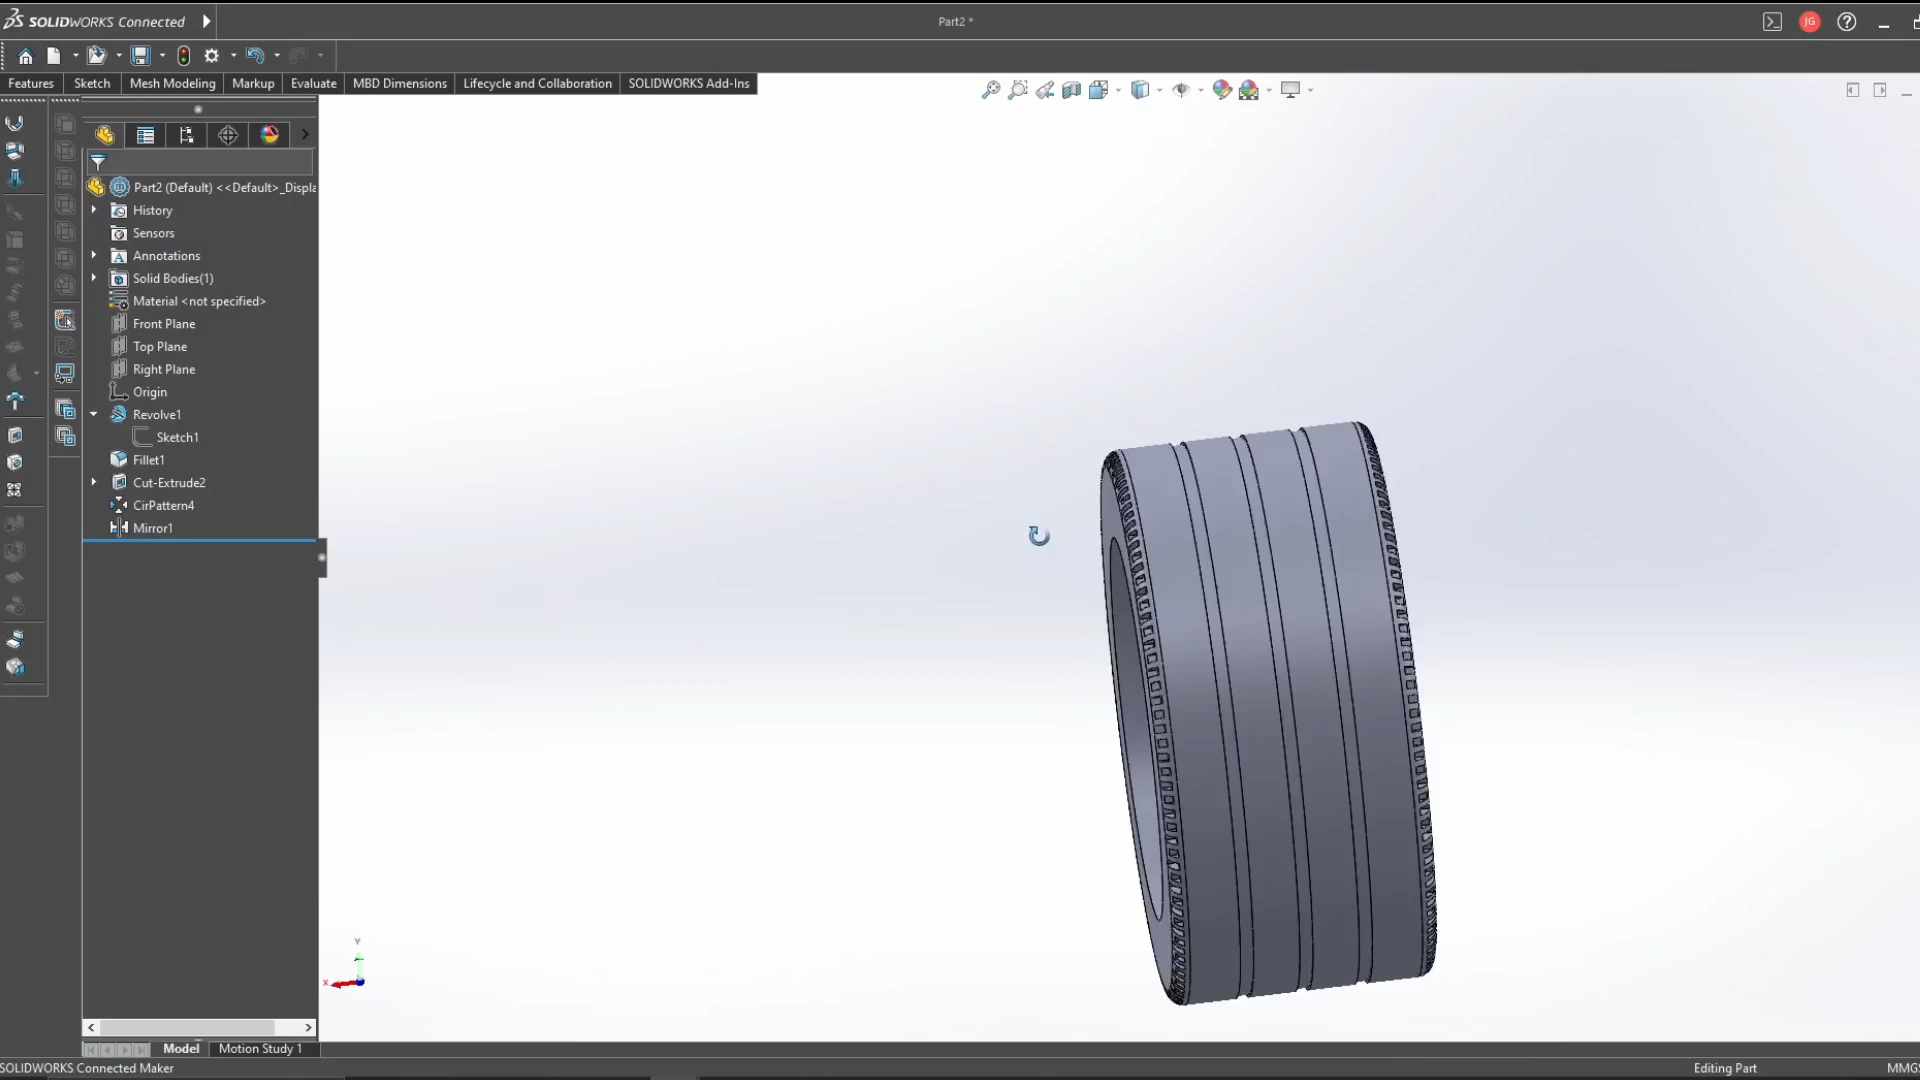 SOLIDWORKS Connected
Part2 *
JG
Features
Sketch
Mesh Modeling
Markup
Evaluate
MBD Dimensions
Lifecycle and Collaboration
SOLIDWORKS Add-Ins
Part2 (Default) <<Default>_Displa
History
Sensors
Annotations
Solid Bodies(1)
Material <not specified>
Front Plane
Top Plane
Right Plane
Origin
Revolve1
Sketch1
Fillet1
Cut-Extrude2
CirPattern4
Mirror1
Y
X
Model
Motion Study 1
SOLIDWORKS Connected Maker
Editing Part
MMGS